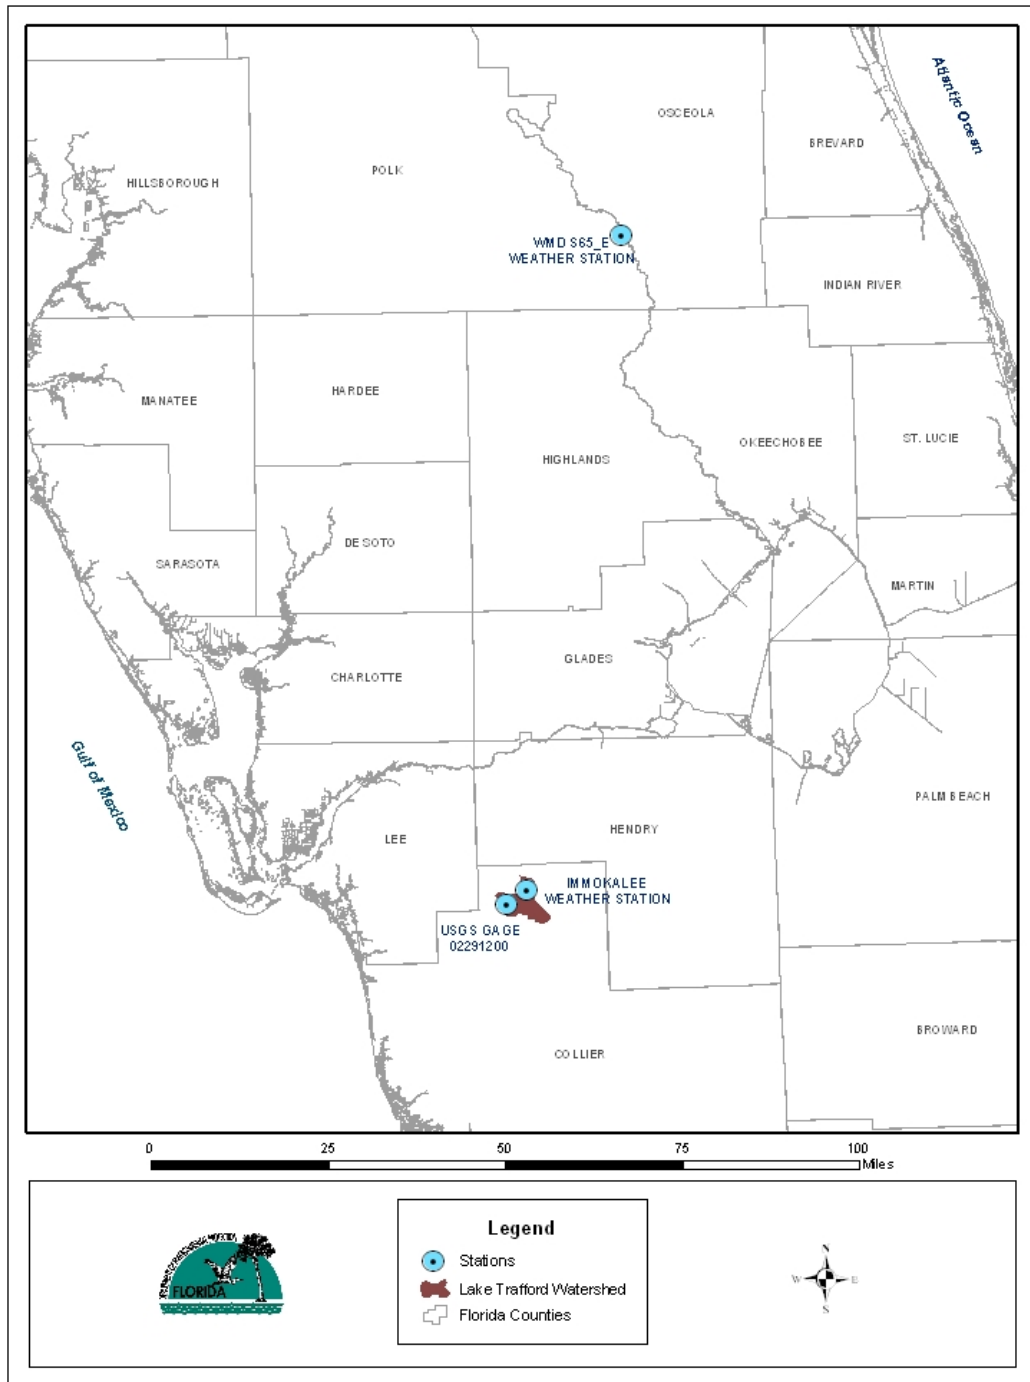 Atlantic Ocean
OSCEOLA
BREVARD
POLK
HILLSBOROUGH
WMD S65_E
WEATHER STATION
INDIAN RIVER
HARDEE
MANATEE
OKEECHOBEE
ST. LUCIE
HIGHLANDS
DE SOTO
SARASOTA
MARTIN
GLADES
CHARLOTTE
Gulf of Mexico
PALM BEACH
HENDRY
LEE
IMMOKALEE
WEATHER STATION
USGS GAGE
02291200
BROWARD
COLLIER
0 25 50 75 100
Miles
Legend
Stations
Lake Trafford Watershed
Florida Counties
FLORIDA
N
W E
S